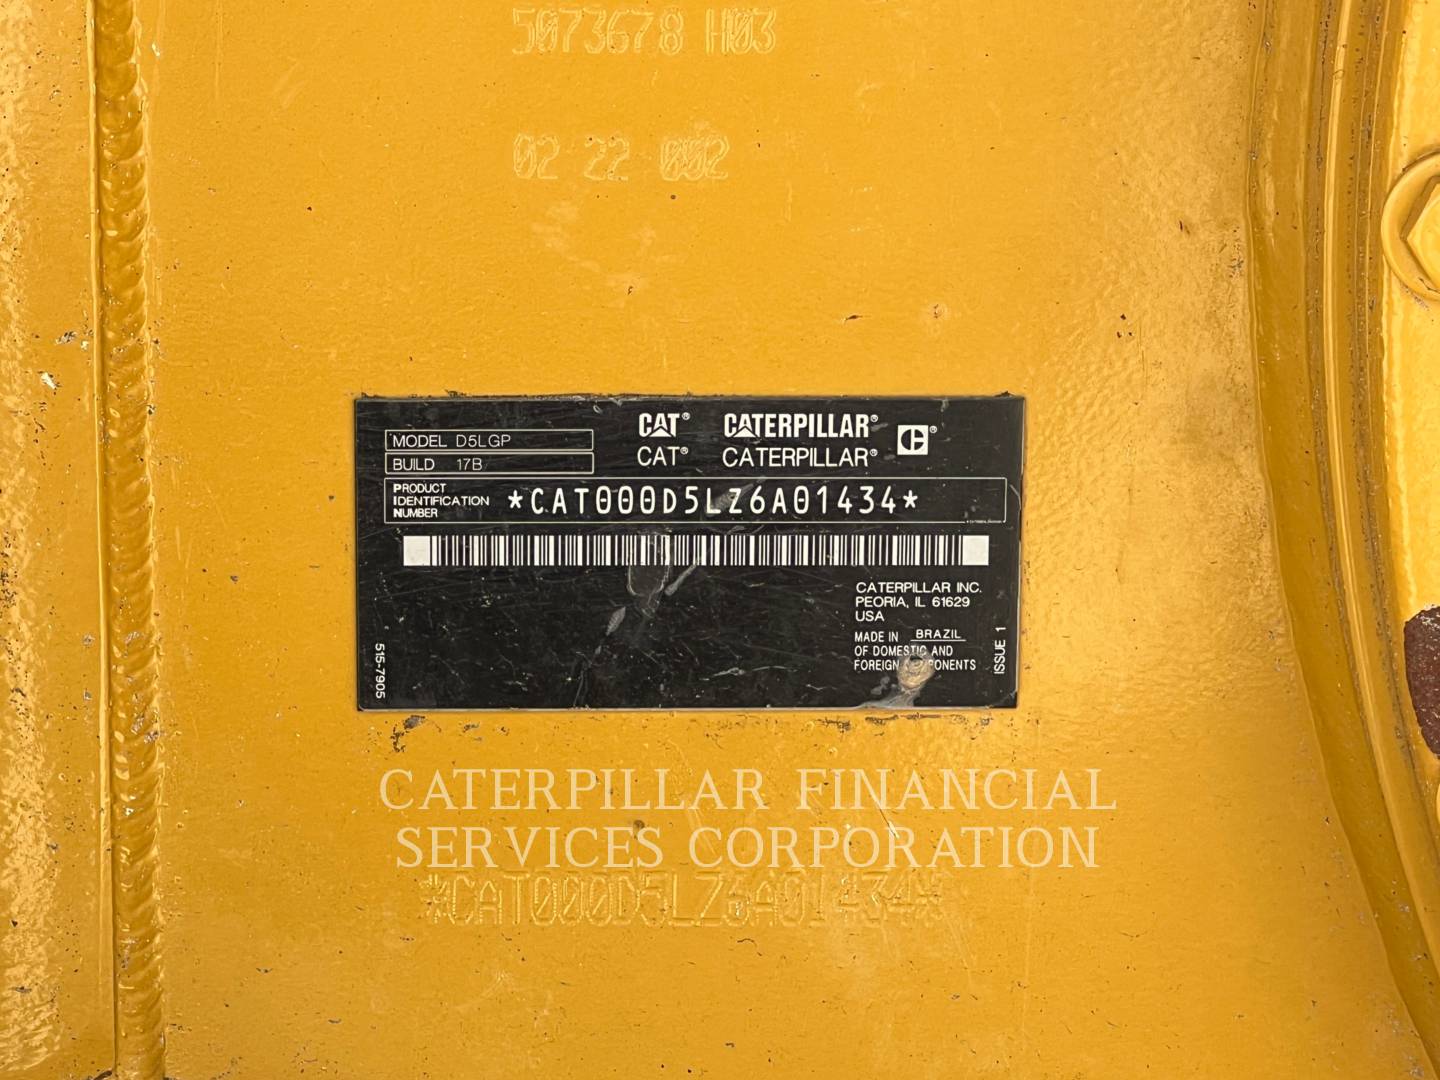 5073678 H03
02 22 002
MODEL D5LGP
BUILD 17B
CAT® CATERPILLAR®
CAT® CATERPILLAR®
PRODUCT IDENTIFICATION NUMBER *CAT000D5LZ6A01434*
CATERPILLAR INC.
PEORIA, IL 61629
USA
MADE IN BRAZIL
OF DOMESTIC AND
FOREIGN
515-7905
ISSUE 1
CATERPILLAR FINANCIAL
SERVICES CORPORATION
*CAT000D5LZ6A01434*